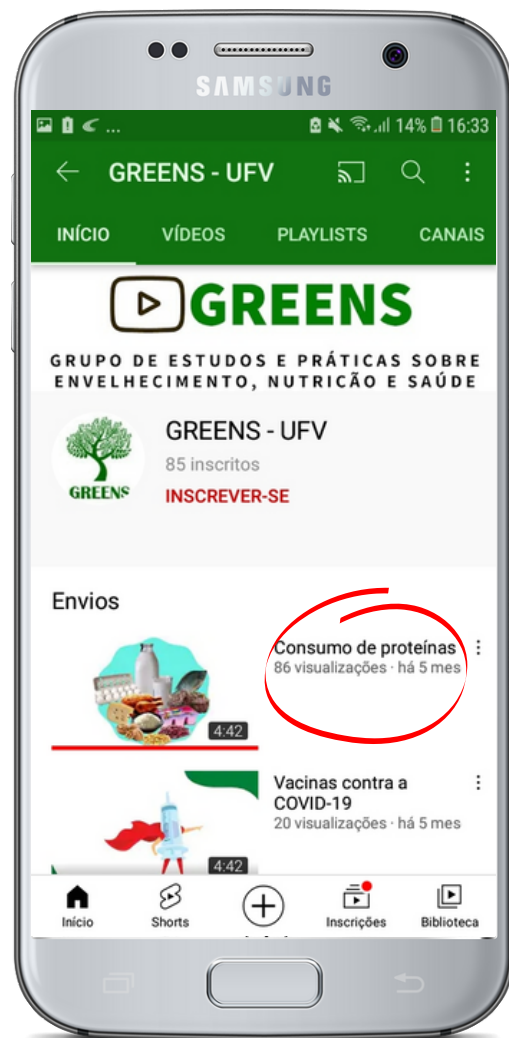 SAMSUNG
... 14% 16:33
GREENS - UFV
INÍCIO VÍDEOS PLAYLISTS CANAIS
GREENS
GRUPO DE ESTUDOS E PRÁTICAS SOBRE
ENVELHECIMENTO, NUTRICÃO E SAÚDE
GREENS
GREENS - UFV
85 inscritos
INSCREVER-SE
Envios
4:42
Consumo de proteínas
86 visualizações · há 5 mes
4:42
Vacinas contra a
COVID-19
20 visualizações · há 5 mes
Início Shorts Inscrições Biblioteca